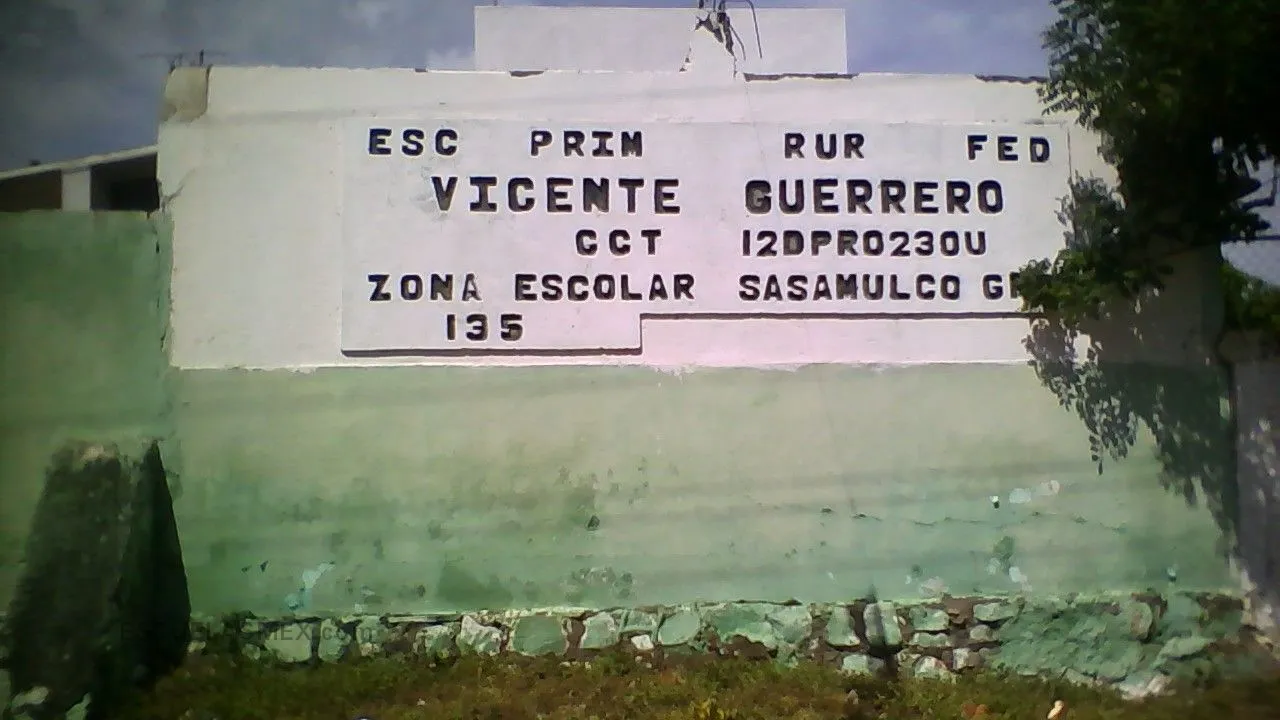 ESC PRIM RUR FED
VICENTE GUERRERO
CCT 12DPR0230U
ZONA ESCOLAR SASAMULCO
135